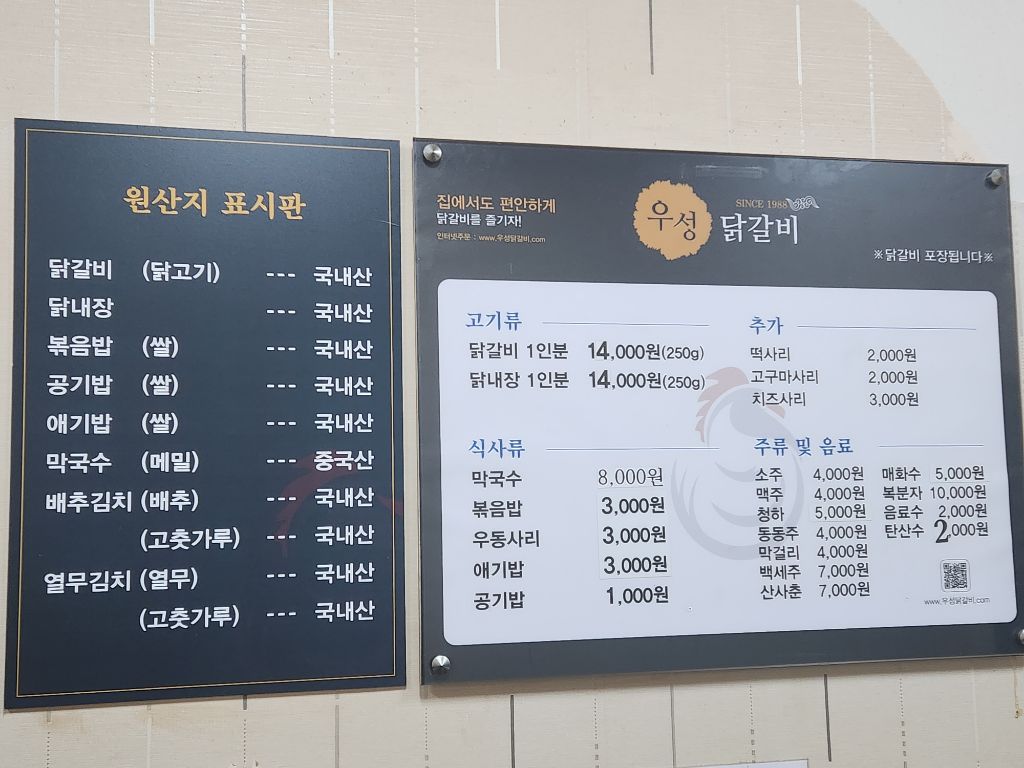 원산지 표시판
닭갈비 (닭고기) --- 국내산
닭내장 --- 국내산
볶음밥 (쌀) --- 국내산
공기밥 (쌀) --- 국내산
애기밥 (쌀) --- 국내산
막국수 (메밀) --- 중국산
배추김치 (배추) --- 국내산
(고춧가루) --- 국내산
열무김치 (열무) --- 국내산
(고춧가루) --- 국내산
집에서도 편안하게
닭갈비를 즐기자!
인터넷주문 : www.우성닭갈비.com
SINCE 1988
우성 닭갈비
※닭갈비 포장됩니다※
고기류
닭갈비 1인분 14,000원(250g)
닭내장 1인분 14,000원(250g)
추가
떡사리 2,000원
고구마사리 2,000원
치즈사리 3,000원
식사류
막국수 8,000원
볶음밥 3,000원
우동사리 3,000원
애기밥 3,000원
공기밥 1,000원
주류 및 음료
소주 4,000원 매화수 5,000원
맥주 4,000원 복분자 10,000원
청하 5,000원 음료수 2,000원
동동주 4,000원 탄산수 2,000원
막걸리 4,000원
백세주 7,000원
산사춘 7,000원
www.우성닭갈비.com